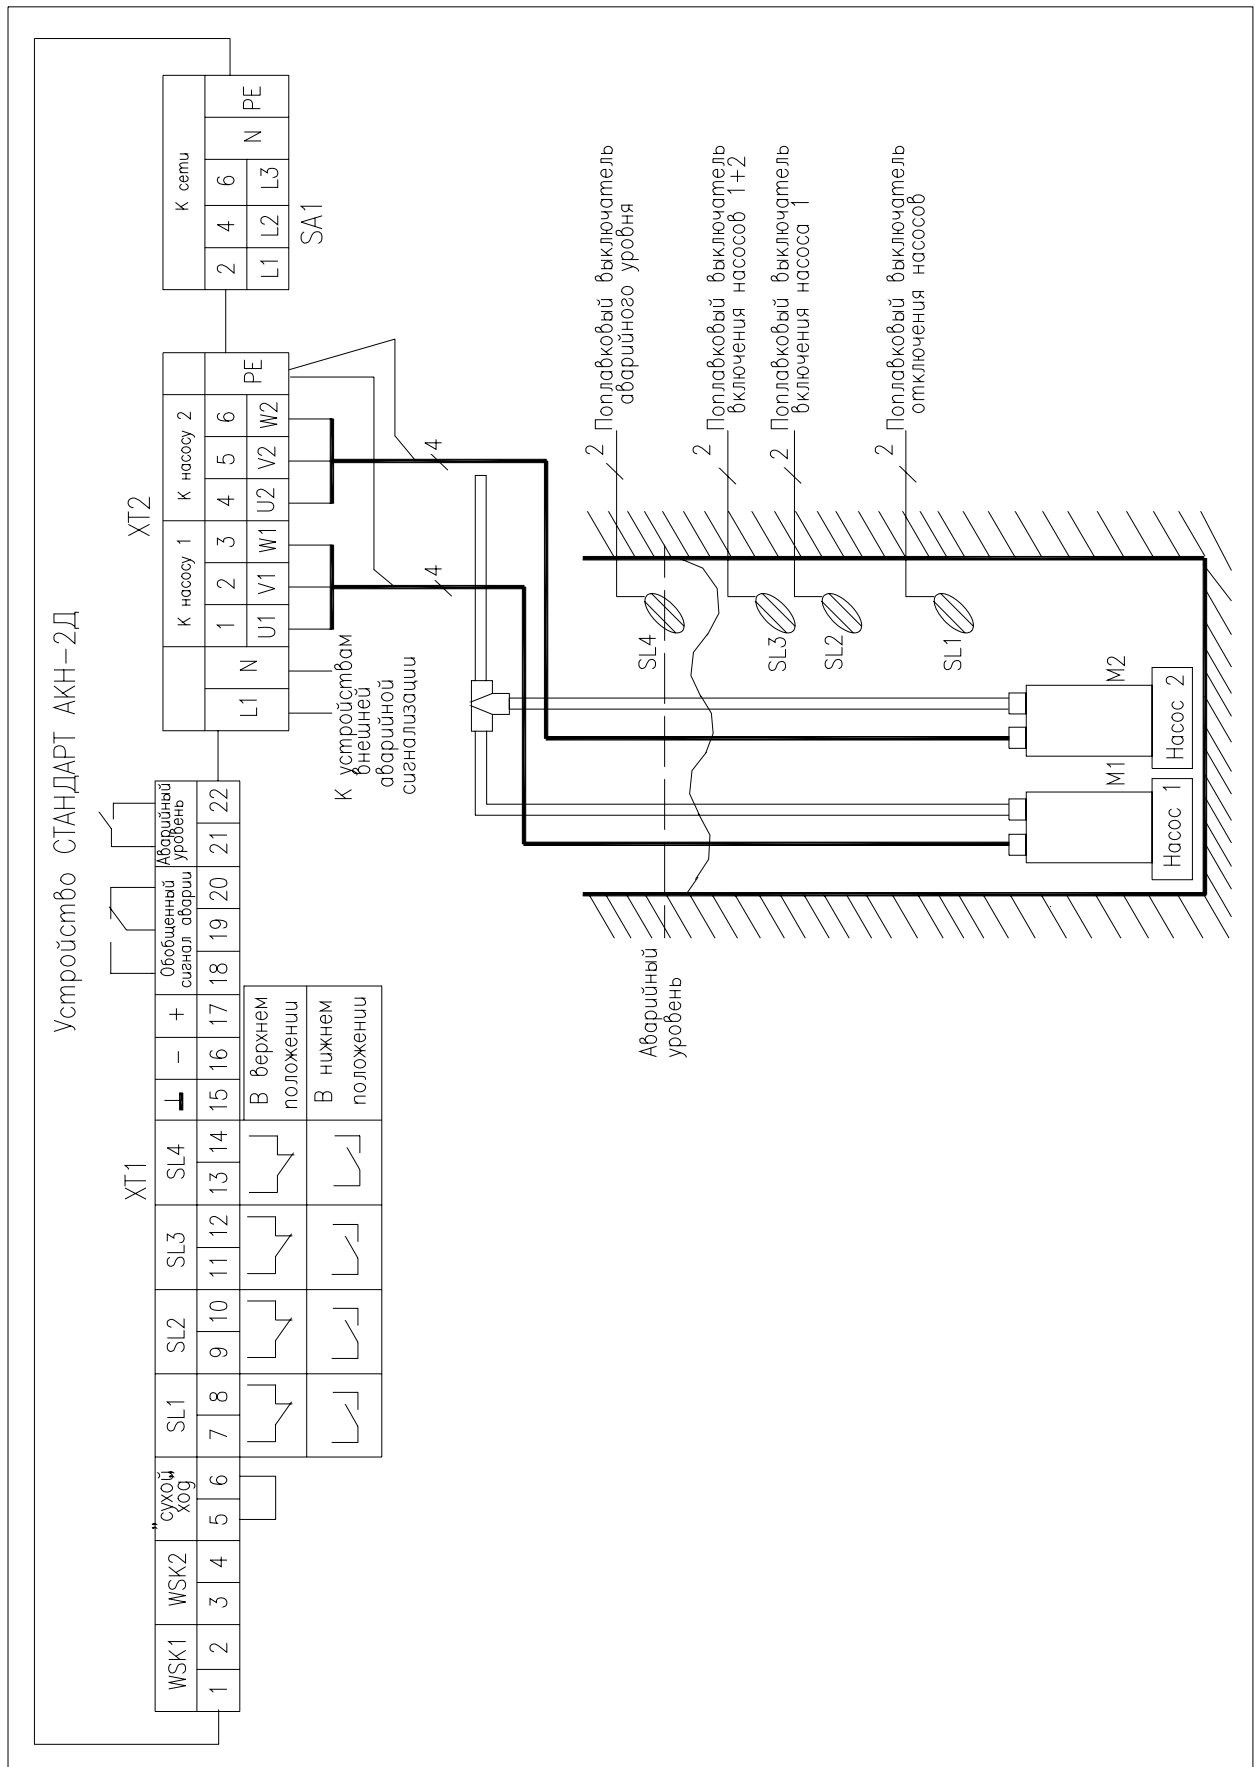 Устройство СТАНДАРТ АКН-2Д
XT1
WSK1 WSK2 „сухой" ход SL1 SL2 SL3 SL4 ⊥ − + Обобщенный сигнал аварии Аварийный уровень
1 2 3 4 5 6 7 8 9 10 11 12 13 14 15 16 17 18 19 20 21 22
В верхнем
положении
В нижнем
положении
XT2
К насосу 1 К насосу 2
1 2 3 4 5 6
L1 N U1 V1 W1 U2 V2 W2 PE
К сети
2 4 6 N PE
L1 L2 L3
SA1
К устройствам
внешней
аварийной
сигнализации
4
4
2 Поплавковый выключатель
аварийного уровня
2 Поплавковый выключатель
включения насосов 1+2
2 Поплавковый выключатель
включения насоса 1
2 Поплавковый выключатель
отключения насосов
Аварийный
уровень
SL4
SL3
SL2
SL1
M1
M2
Насос 1
Насос 2